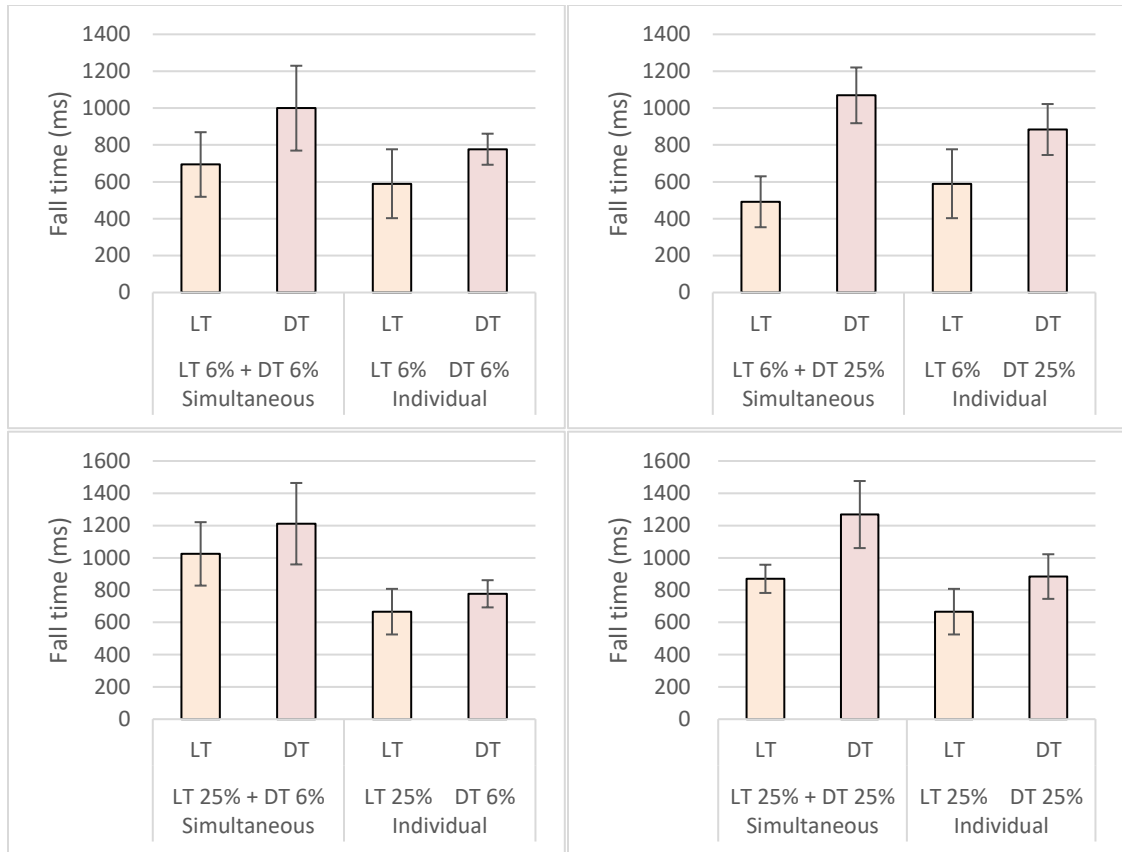 1400
1200
1000
800
600
400
200
0
Fall time (ms)
LT DT LT DT
LT 6% + DT 6% LT 6% DT 6%
Simultaneous Individual
1400
1200
1000
800
600
400
200
0
Fall time (ms)
LT DT LT DT
LT 6% + DT 25% LT 6% DT 25%
Simultaneous Individual
1600
1400
1200
1000
800
600
400
200
0
Fall time (ms)
LT DT LT DT
LT 25% + DT 6% LT 25% DT 6%
Simultaneous Individual
1600
1400
1200
1000
800
600
400
200
0
Fall time (ms)
LT DT LT DT
LT 25% + DT 25% LT 25% DT 25%
Simultaneous Individual